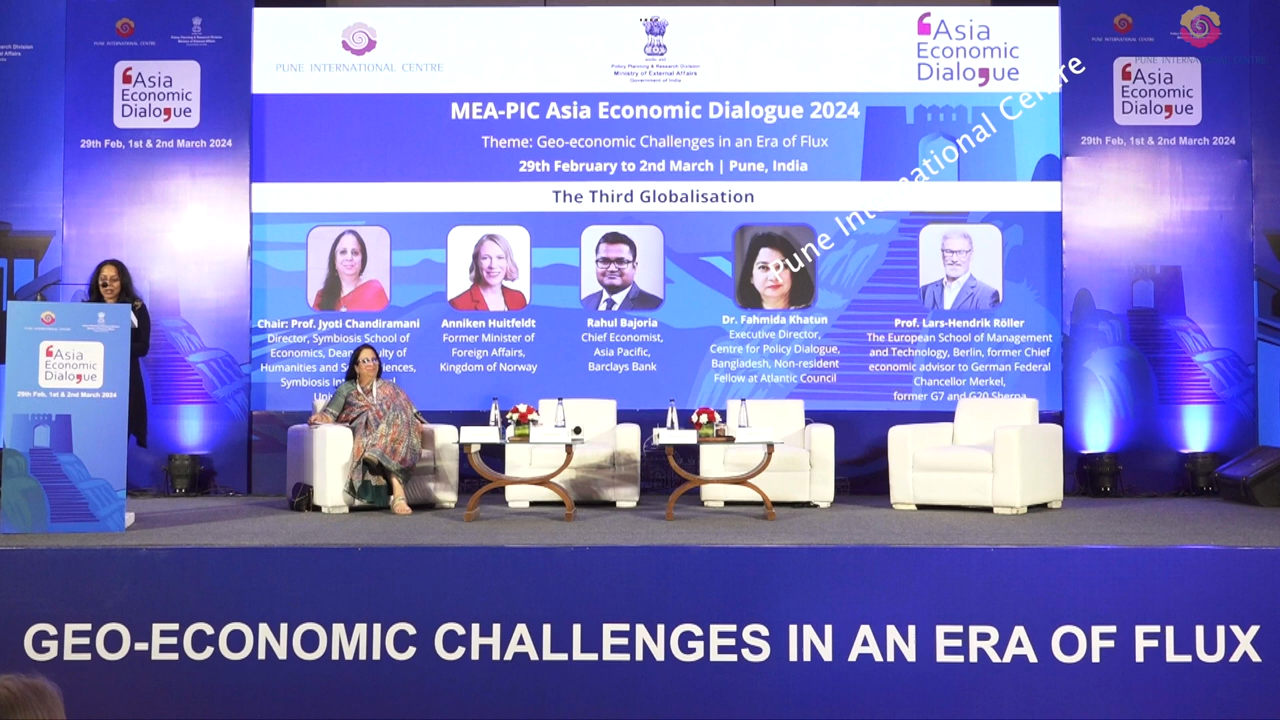 PUNE INTERNATIONAL CENTRE
Policy Planning & Research Division
Ministry of External Affairs
Government of India
Asia
Economic
Dialogue
MEA-PIC Asia Economic Dialogue 2024
Theme: Geo-economic Challenges in an Era of Flux
29th February to 2nd March | Pune, India
The Third Globalisation
Chair: Prof. Jyoti Chandiramani
Director, Symbiosis School of
Economics, Dean
Humanities and
Symbiosis
Anniken Huitfeldt
Former Minister of
Foreign Affairs,
Kingdom of Norway
Rahul Bajoria
Chief Economist,
Asia Pacific,
Barclays Bank
Dr. Fahmida Khatun
Executive Director,
Centre for Policy Dialogue,
Bangladesh, Non-resident
Fellow at Atlantic Council
Prof. Lars-Hendrik Röller
The European School of Management
and Technology, Berlin, former Chief
economic advisor to German Federal
Chancellor Merkel,
former G7 and G20 Sherpa
Pune International Centre
PUNE INTERNATIONAL CENTRE
Asia
Economic
Dialogue
29th Feb, 1st & 2nd March 2024
PUNE INTERNATIONAL CENTRE
PUNE INTERNATIONAL CENTRE
Asia
Economic
Dialogue
29th Feb, 1st & 2nd March 2024
Asia
Economic
Dialogue
29th Feb, 1st & 2nd March 2024
GEO-ECONOMIC CHALLENGES IN AN ERA OF FLUX